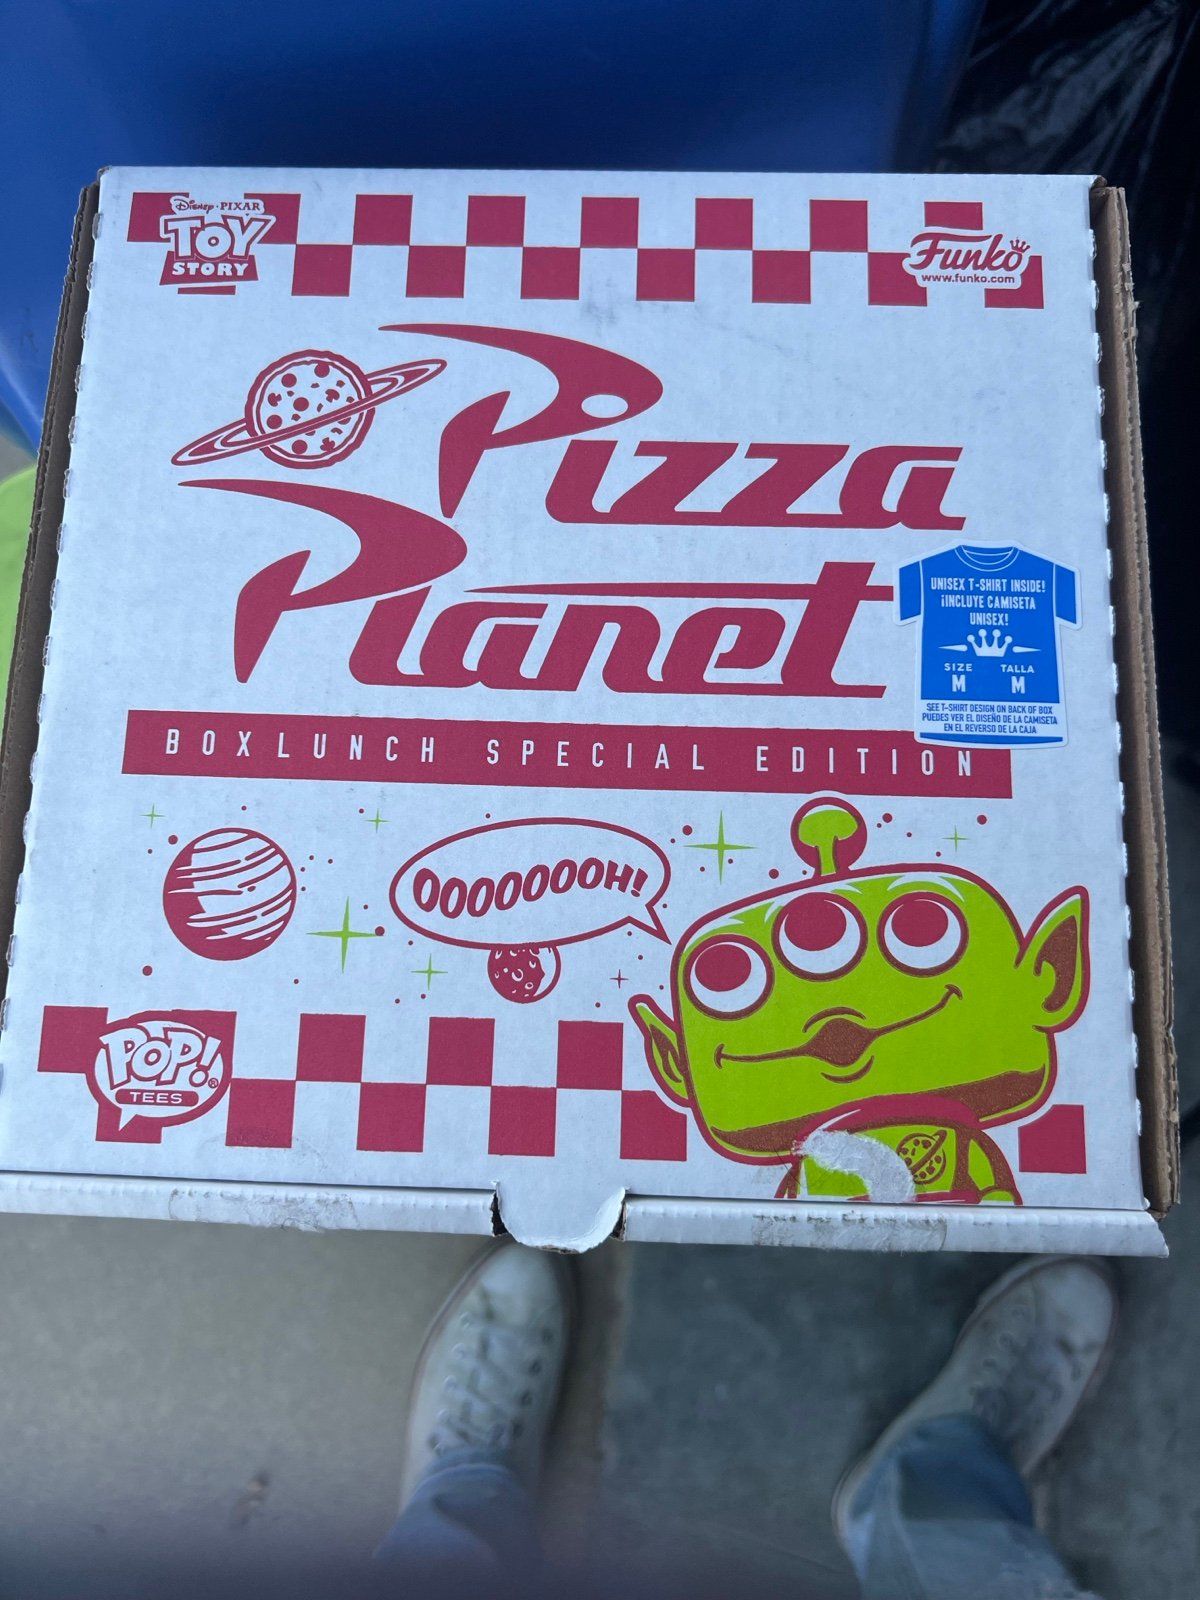 Disney · PIXAR
TOY
STORY
Funko
www.funko.com
Pizza
Planet
UNISEX T-SHIRT INSIDE!
¡INCLUYE CAMISETA
UNISEX!
SIZE TALLA
M M
SEE T-SHIRT DESIGN ON BACK OF BOX
PUEDES VER EL DISEÑO DE LA CAMISETA
EN EL REVERSO DE LA CAJA
BOXLUNCH SPECIAL EDITION
OOOOOOOOH!
POP!®
TEES